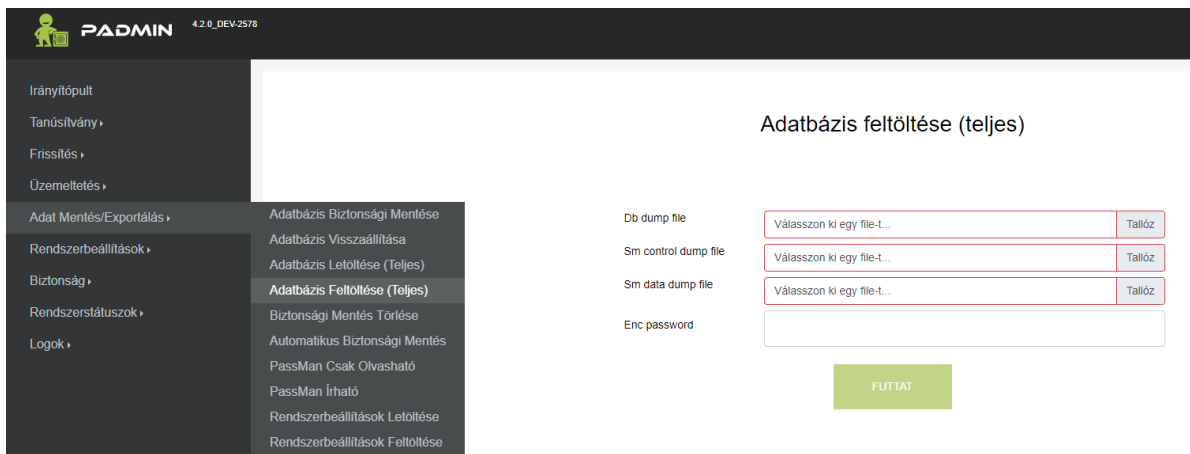 PADMIN 4.2.0_DEV-2578
Irányítópult
Tanúsítvány
Frissítés
Üzemeltetés
Adat Mentés/Exportálás
Rendszerbeállítások
Biztonság
Rendszerstátuszok
Logok
Adatbázis Biztonsági Mentése
Adatbázis Visszaállítása
Adatbázis Letöltése (Teljes)
Adatbázis Feltöltése (Teljes)
Biztonsági Mentés Törlése
Automatikus Biztonsági Mentés
PassMan Csak Olvasható
PassMan Írható
Rendszerbeállítások Letöltése
Rendszerbeállítások Feltöltése
Adatbázis feltöltése (teljes)
Db dump file Válasszon ki egy file-t... Tallóz
Sm control dump file Válasszon ki egy file-t... Tallóz
Sm data dump file Válasszon ki egy file-t... Tallóz
Enc password
FUTTAT